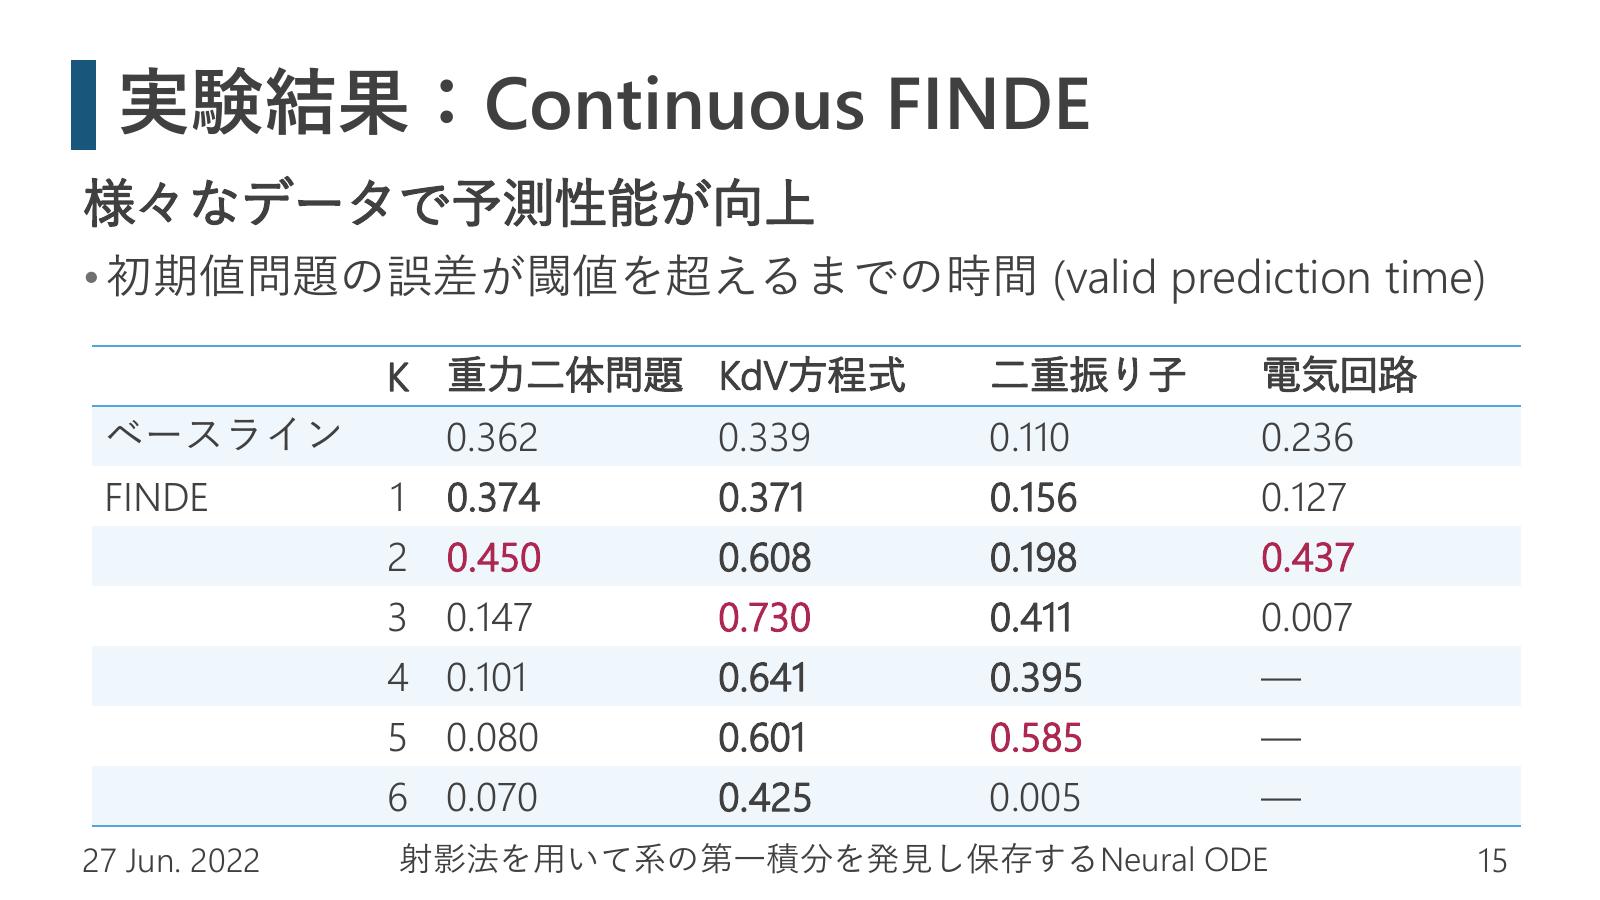 実験結果：Continuous FINDE
様々なデータで予測性能が向上
•初期値問題の誤差が閾値を超えるまでの時間 (valid prediction time)
K 重力二体問題 KdV方程式 二重振り子 電気回路
ベースライン 0.362 0.339 0.110 0.236
FINDE 1 0.374 0.371 0.156 0.127
2 0.450 0.608 0.198 0.437
3 0.147 0.730 0.411 0.007
4 0.101 0.641 0.395 —
5 0.080 0.601 0.585 —
6 0.070 0.425 0.005 —
27 Jun. 2022 射影法を用いて系の第一積分を発見し保存するNeural ODE 15